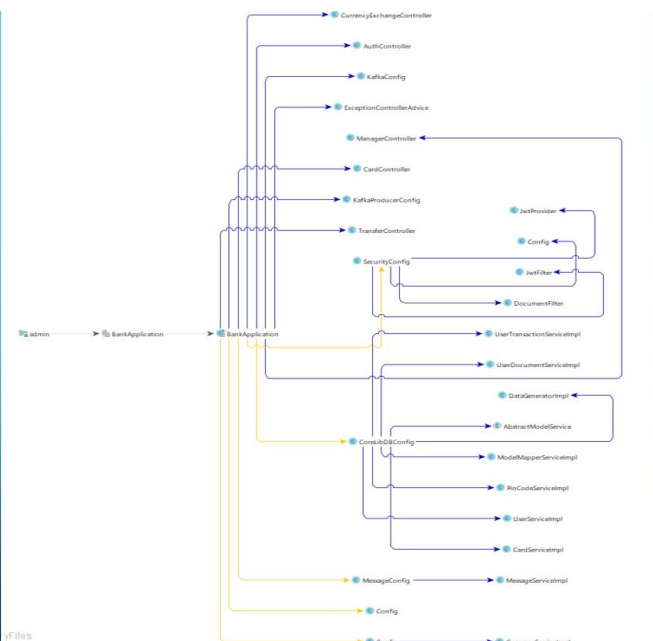 CurrencyExchangeController
AuthController
KafkaConfig
ExceptionControllerAdvice
ManagerController
CardController
KafkaProducerConfig
JwtProvider
TransferController
Config
SecurityConfig
JwtFilter
DocumentFilter
admin
BankApplication
BankApplication
UserTransactionServiceImpl
UserDocumentServiceImpl
DataGeneratorImpl
AbstractModelService
CoreLibDBConfig
ModelMapperServiceImpl
PinCodeServiceImpl
UserServiceImpl
CardServiceImpl
MessageConfig
MessageServiceImpl
Config
yFiles